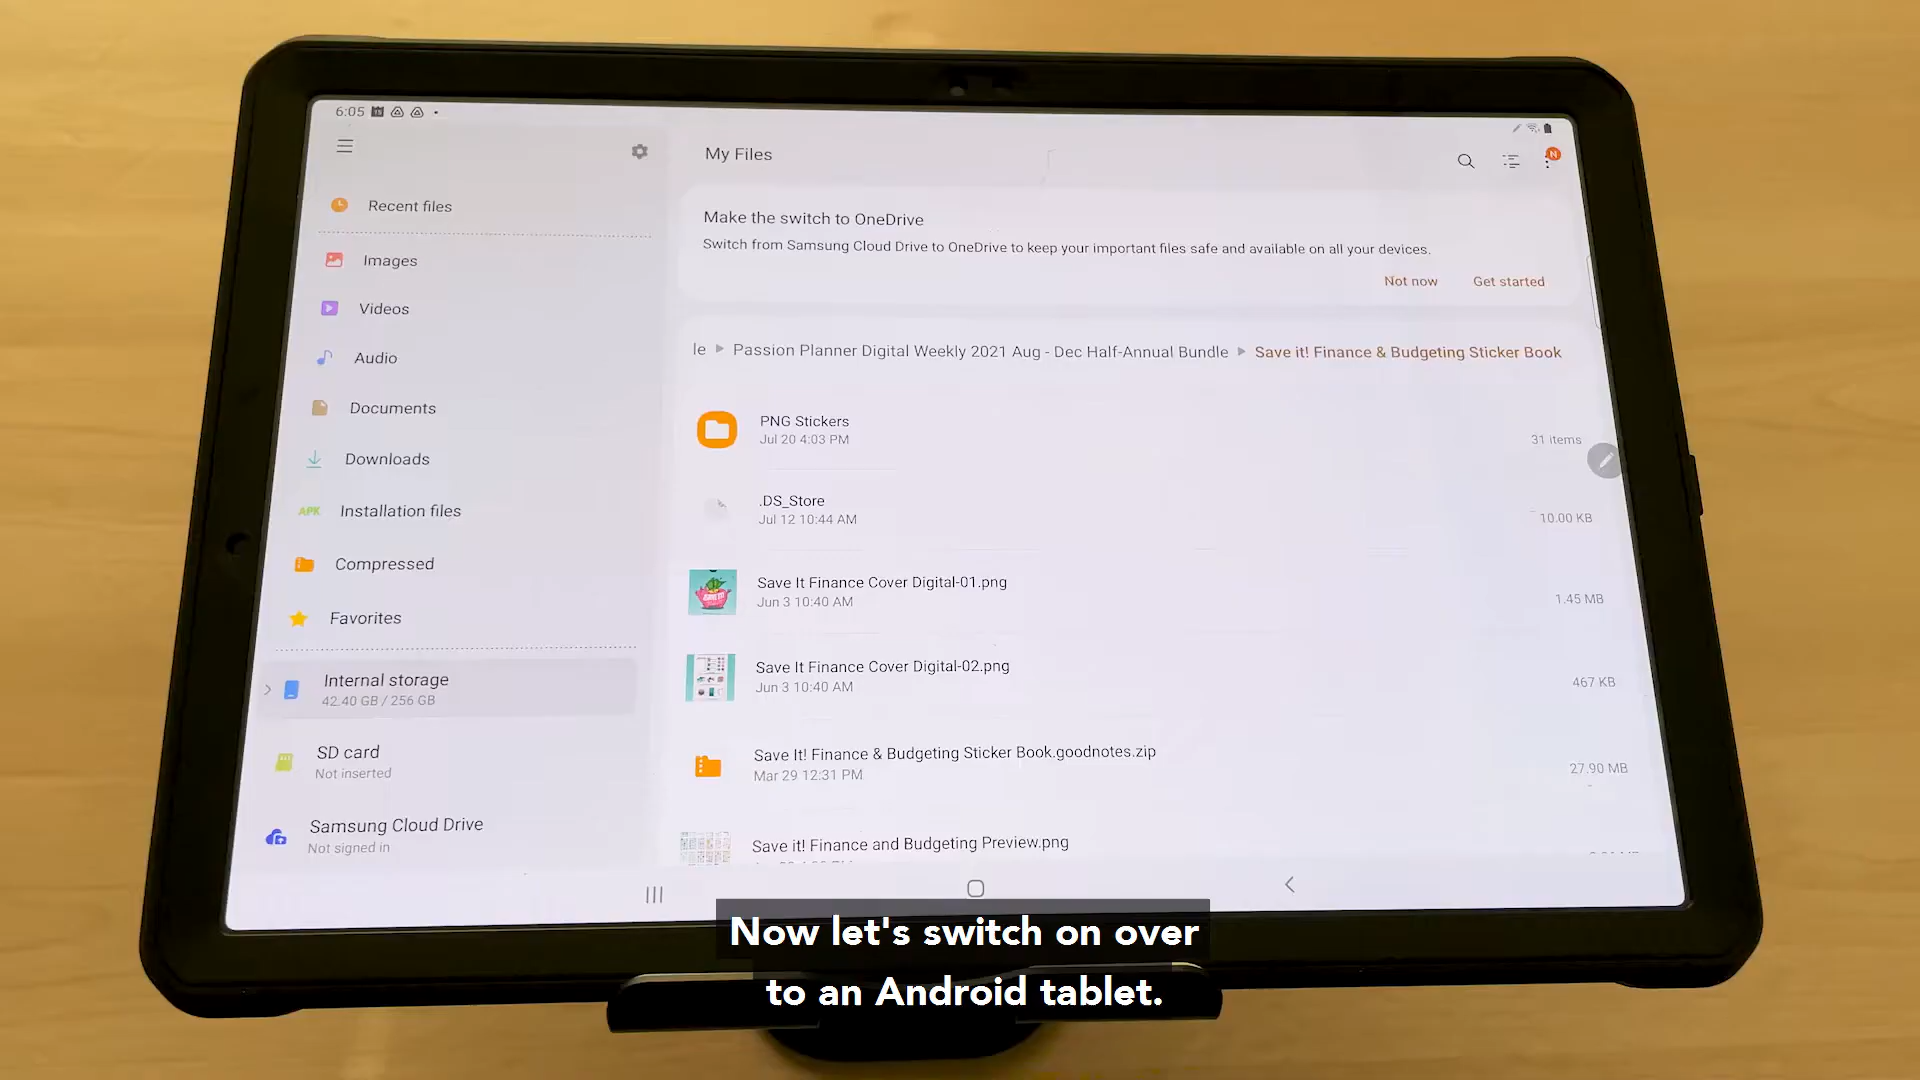 6:05
My Files
N
Recent files
Images
Videos
Audio
Documents
Downloads
APK Installation files
Compressed
Favorites
Internal storage
42.40 GB / 256 GB
SD card
Not inserted
Samsung Cloud Drive
Not signed in
Make the switch to OneDrive
Switch from Samsung Cloud Drive to OneDrive to keep your important files safe and available on all your devices.
Not now Get started
le ▶ Passion Planner Digital Weekly 2021 Aug - Dec Half-Annual Bundle ▶ Save it! Finance & Budgeting Sticker Book
PNG Stickers
Jul 20 4:03 PM
31 items
.DS_Store
Jul 12 10:44 AM
10.00 KB
Save It Finance Cover Digital-01.png
Jun 3 10:40 AM
1.45 MB
Save It Finance Cover Digital-02.png
Jun 3 10:40 AM
467 KB
Save It! Finance & Budgeting Sticker Book.goodnotes.zip
Mar 29 12:31 PM
27.90 MB
Save it! Finance and Budgeting Preview.png
Now let's switch on over
to an Android tablet.